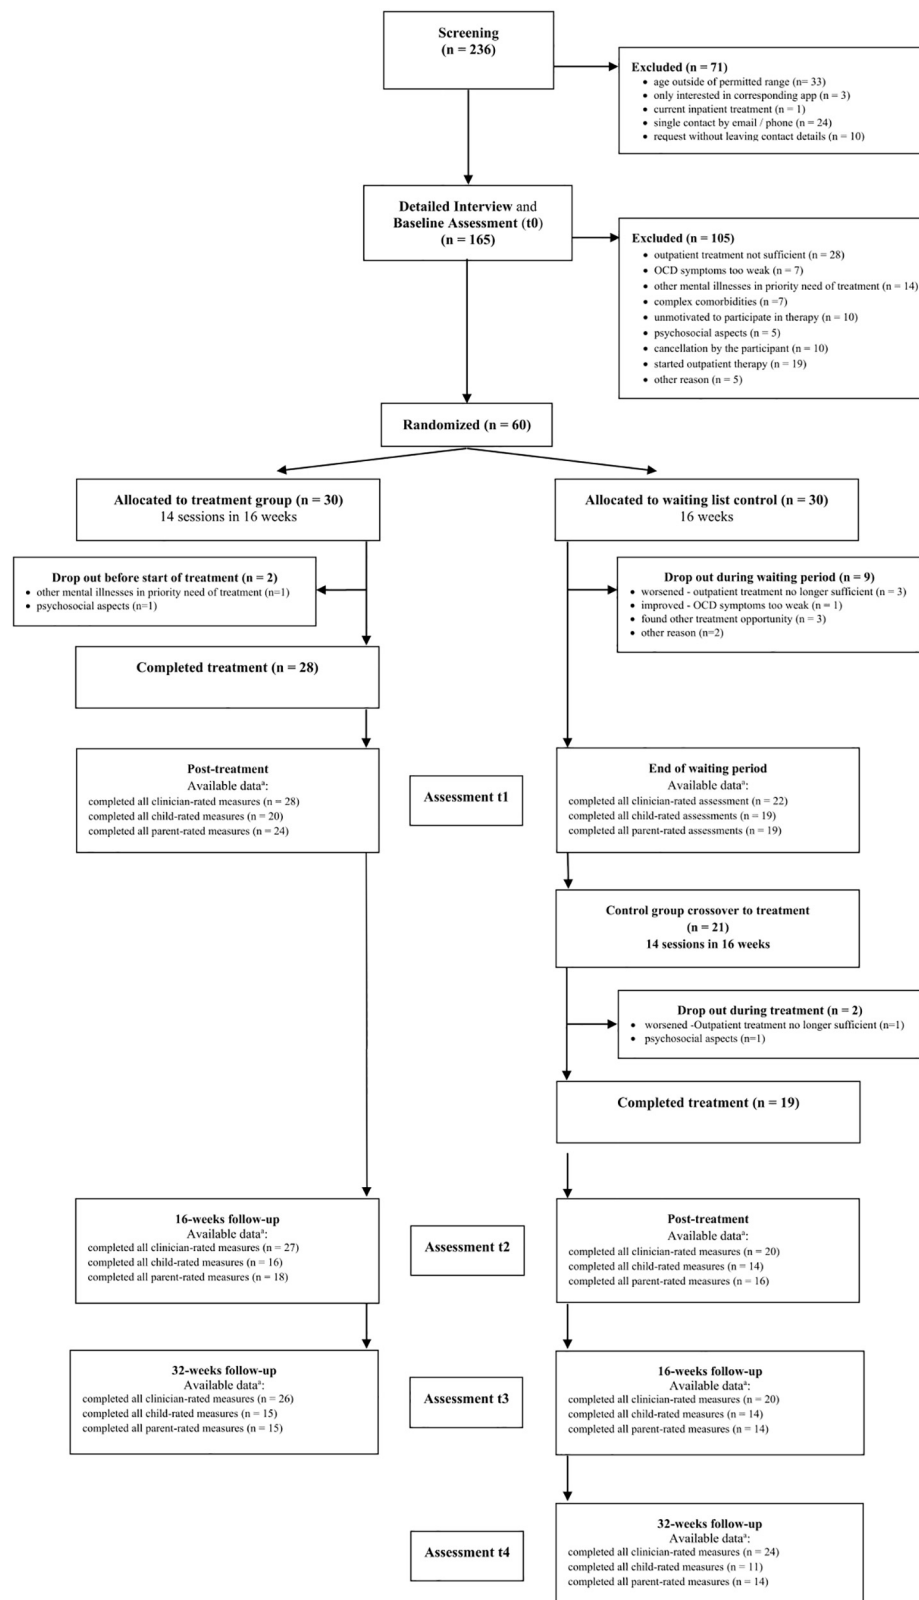 Screening
(n = 236)
Excluded (n = 71)
• age outside of permitted range (n= 33)
• only interested in corresponding app (n = 3)
• current inpatient treatment (n = 1)
• single contact by email / phone (n = 24)
• request without leaving contact details (n = 10)
Detailed Interview and
Baseline Assessment (t0)
(n = 165)
Excluded (n = 105)
• outpatient treatment not sufficient (n = 28)
• OCD symptoms too weak (n = 7)
• other mental illnesses in priority need of treatment (n = 14)
• complex comorbidities (n =7)
• unmotivated to participate in therapy (n = 10)
• psychosocial aspects (n = 5)
• cancellation by the participant (n = 10)
• started outpatient therapy (n = 19)
• other reason (n = 5)
Randomized (n = 60)
Allocated to treatment group (n = 30)
14 sessions in 16 weeks
Allocated to waiting list control (n = 30)
16 weeks
Drop out before start of treatment (n = 2)
• other mental illnesses in priority need of treatment (n=1)
• psychosocial aspects (n=1)
Drop out during waiting period (n = 9)
• worsened - outpatient treatment no longer sufficient (n = 3)
• improved - OCD symptoms too weak (n = 1)
• found other treatment opportunity (n = 3)
• other reason (n=2)
Completed treatment (n = 28)
Post-treatment
Available dataᵃ:
completed all clinician-rated measures (n = 28)
completed all child-rated measures (n = 20)
completed all parent-rated measures (n = 24)
Assessment t1
End of waiting period
Available dataᵃ:
completed all clinician-rated assessment (n = 22)
completed all child-rated assessments (n = 19)
completed all parent-rated assessments (n = 19)
Control group crossover to treatment
(n = 21)
14 sessions in 16 weeks
Drop out during treatment (n = 2)
• worsened -Outpatient treatment no longer sufficient (n=1)
• psychosocial aspects (n=1)
Completed treatment (n = 19)
16-weeks follow-up
Available dataᵃ:
completed all clinician-rated measures (n = 27)
completed all child-rated measures (n = 16)
completed all parent-rated measures (n = 18)
Assessment t2
Post-treatment
Available dataᵃ:
completed all clinician-rated measures (n = 20)
completed all child-rated measures (n = 14)
completed all parent-rated measures (n = 16)
32-weeks follow-up
Available dataᵃ:
completed all clinician-rated measures (n = 26)
completed all child-rated measures (n = 15)
completed all parent-rated measures (n = 15)
Assessment t3
16-weeks follow-up
Available dataᵃ:
completed all clinician-rated measures (n = 20)
completed all child-rated measures (n = 14)
completed all parent-rated measures (n = 14)
Assessment t4
32-weeks follow-up
Available dataᵃ:
completed all clinician-rated measures (n = 24)
completed all child-rated measures (n = 11)
completed all parent-rated measures (n = 14)